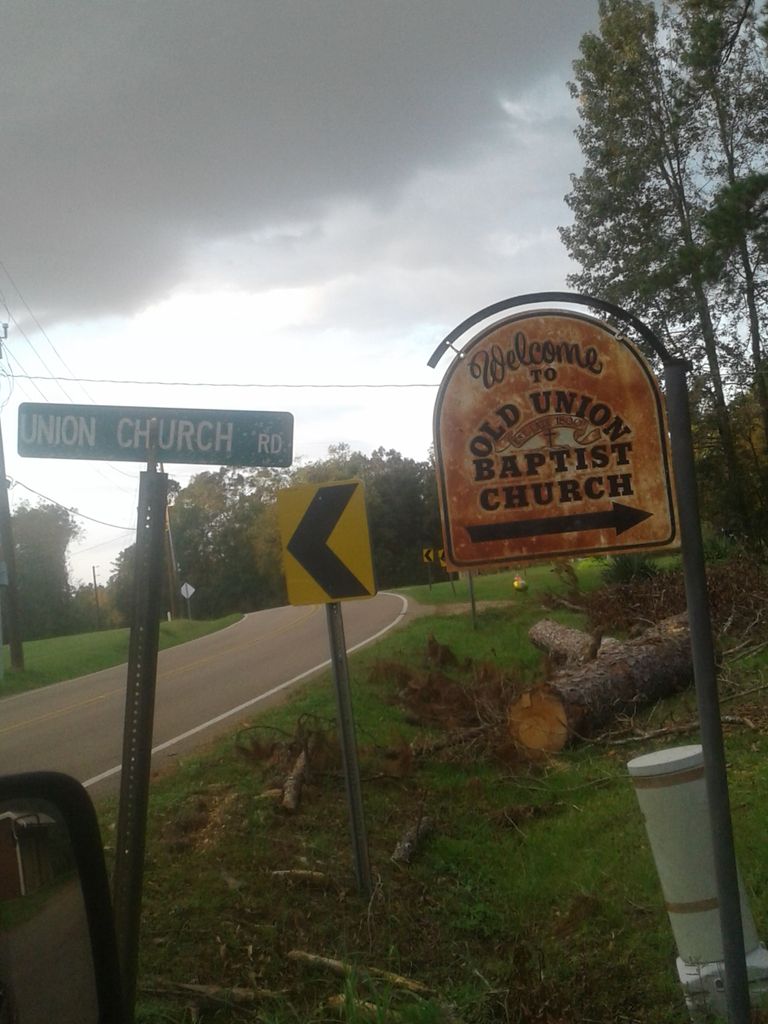 UNION CHURCH RD
Welcome
TO
OLD UNION
BAPTIST
CHURCH